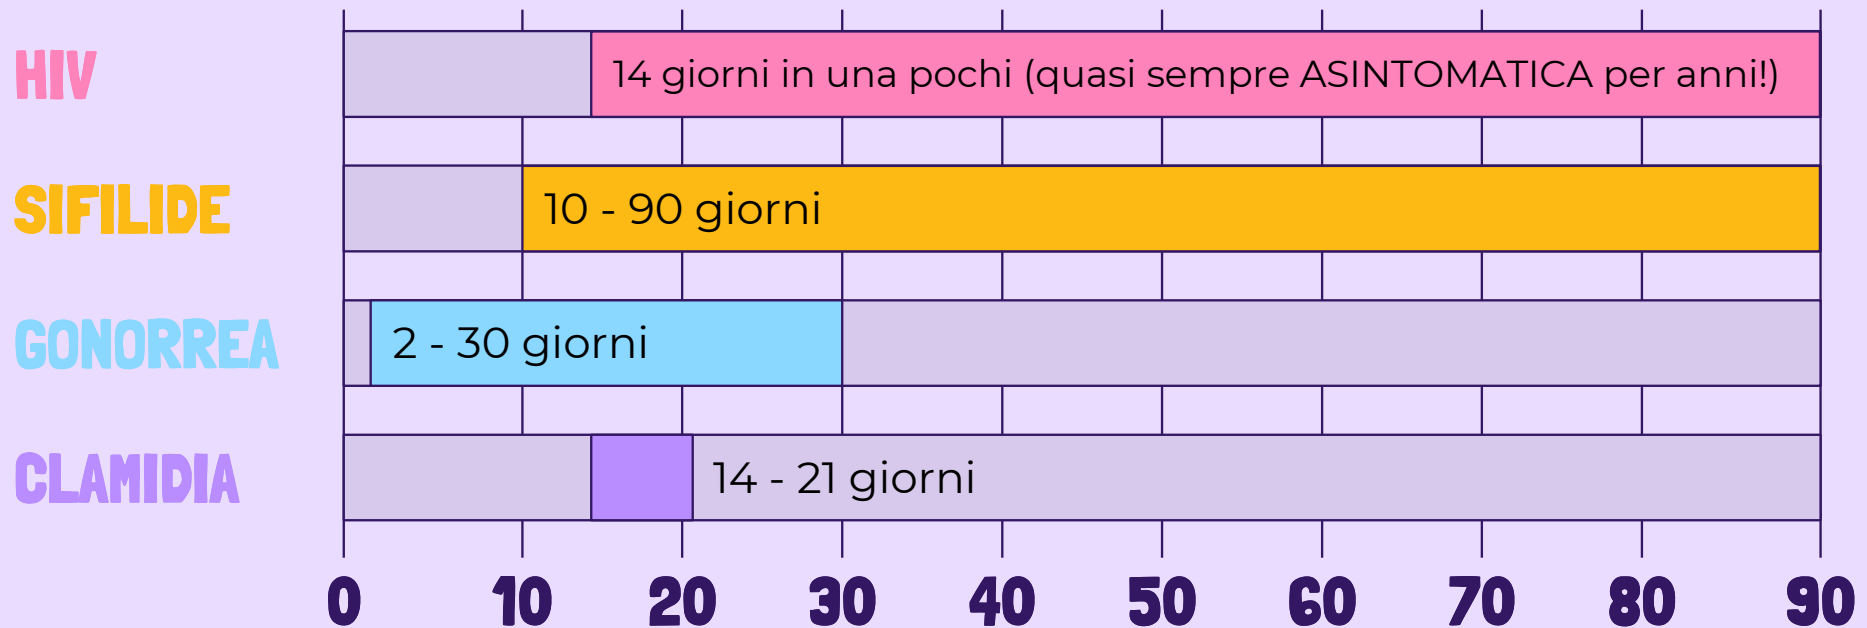 HIV
14 giorni in una pochi (quasi sempre ASINTOMATICA per anni!)
SIFILIDE
10 - 90 giorni
GONORREA
2 - 30 giorni
CLAMIDIA
14 - 21 giorni
0 10 20 30 40 50 60 70 80 90